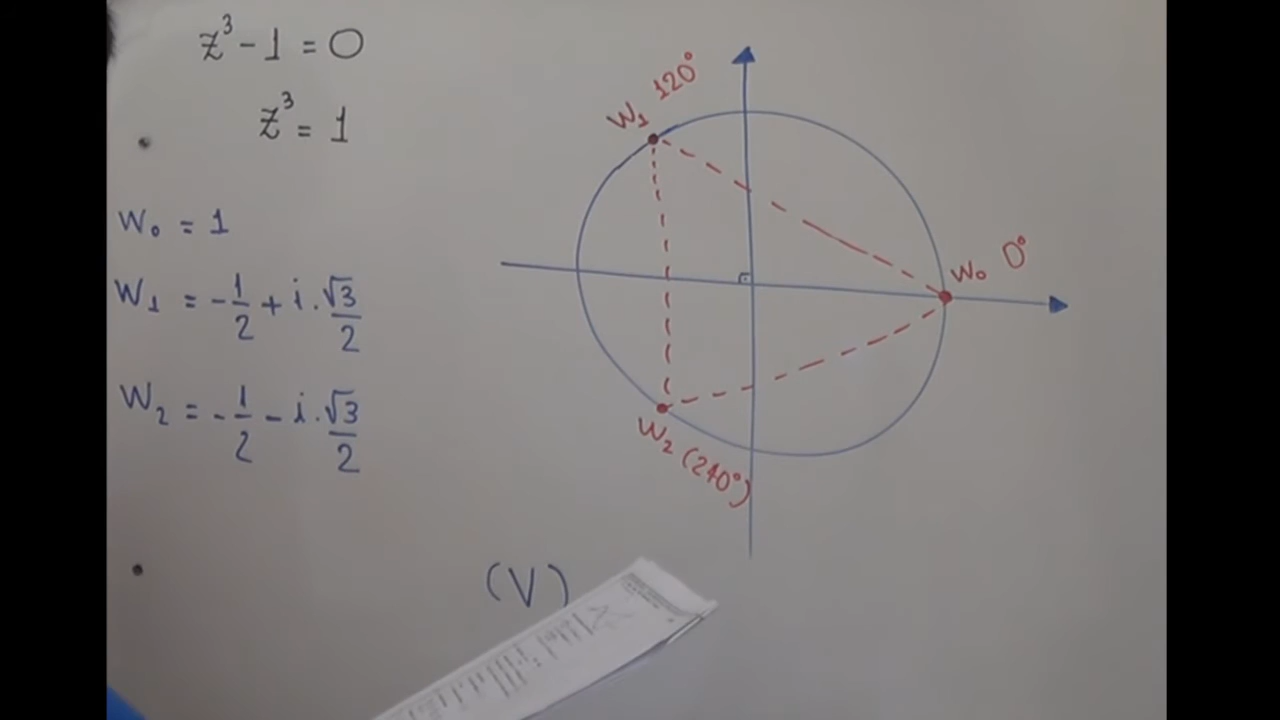 z³ - 1 = 0
z³ = 1
W₀ = 1
W₁ = -1/2 + i.√3/2
W₂ = -1/2 - i.√3/2
W₁ 120°
W₀ 0°
W₂ (240°)
(V)